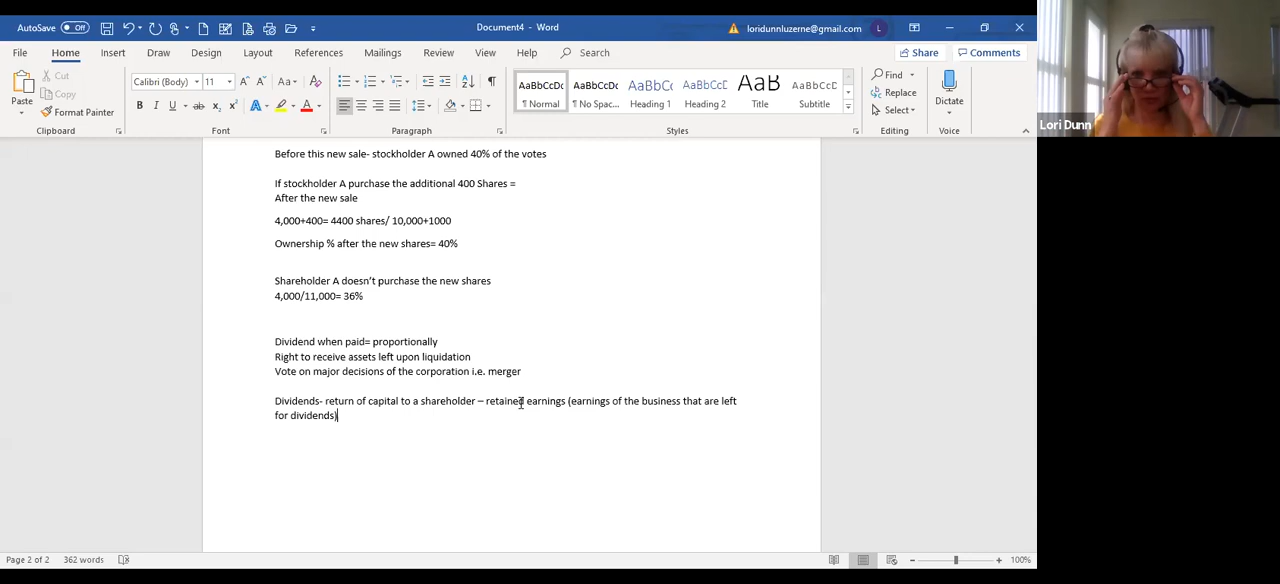 AutoSave Off Document4 - Word loridunnluzerne@gmail.com L
File Home Insert Draw Design Layout References Mailings Review View Help Search Share Comments
Paste Cut Copy Format Painter
Calibri (Body) 11
AaBbCcDc AaBbCcDc AaBbC AaBbCcD AaB AaBbCcD
¶ Normal ¶ No Spac... Heading 1 Heading 2 Title Subtitle
Find Replace Select Dictate
Clipboard Font Paragraph Styles Editing Voice
Lori Dunn
Before this new sale- stockholder A owned 40% of the votes
If stockholder A purchase the additional 400 Shares =
After the new sale
4,000+400= 4400 shares/ 10,000+1000
Ownership % after the new shares= 40%
Shareholder A doesn't purchase the new shares
4,000/11,000= 36%
Dividend when paid= proportionally
Right to receive assets left upon liquidation
Vote on major decisions of the corporation i.e. merger
Dividends- return of capital to a shareholder – retained earnings (earnings of the business that are left
for dividends)
Page 2 of 2 362 words 100%